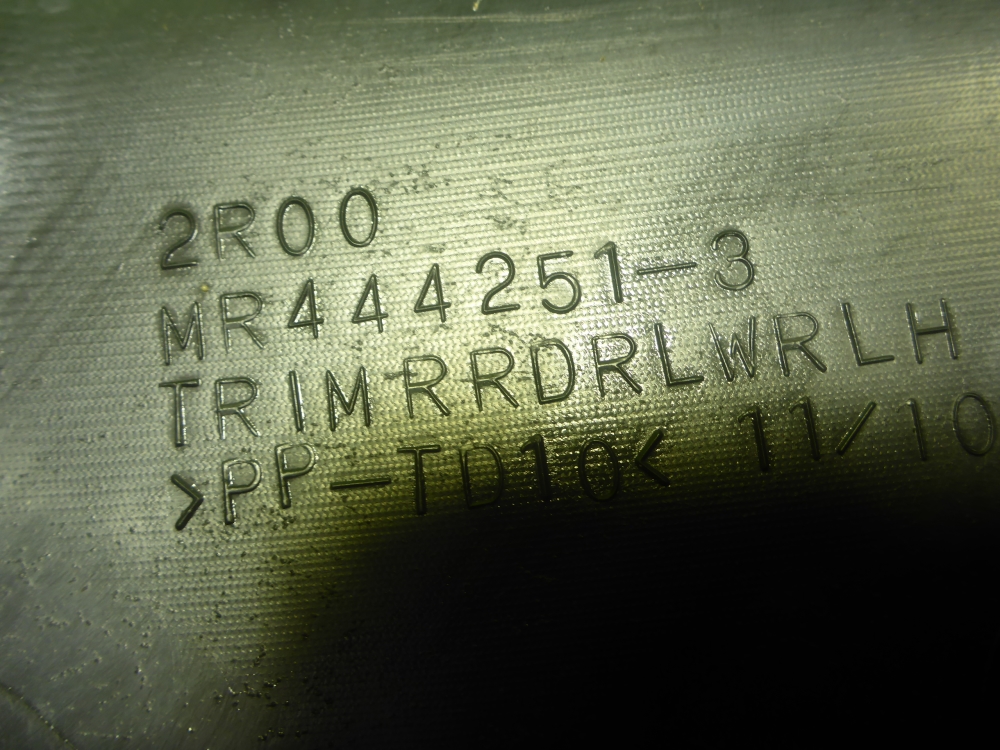 2R00
MR444251-3
TRIMRRDRLWRLH
>PP-TD10< 11/10